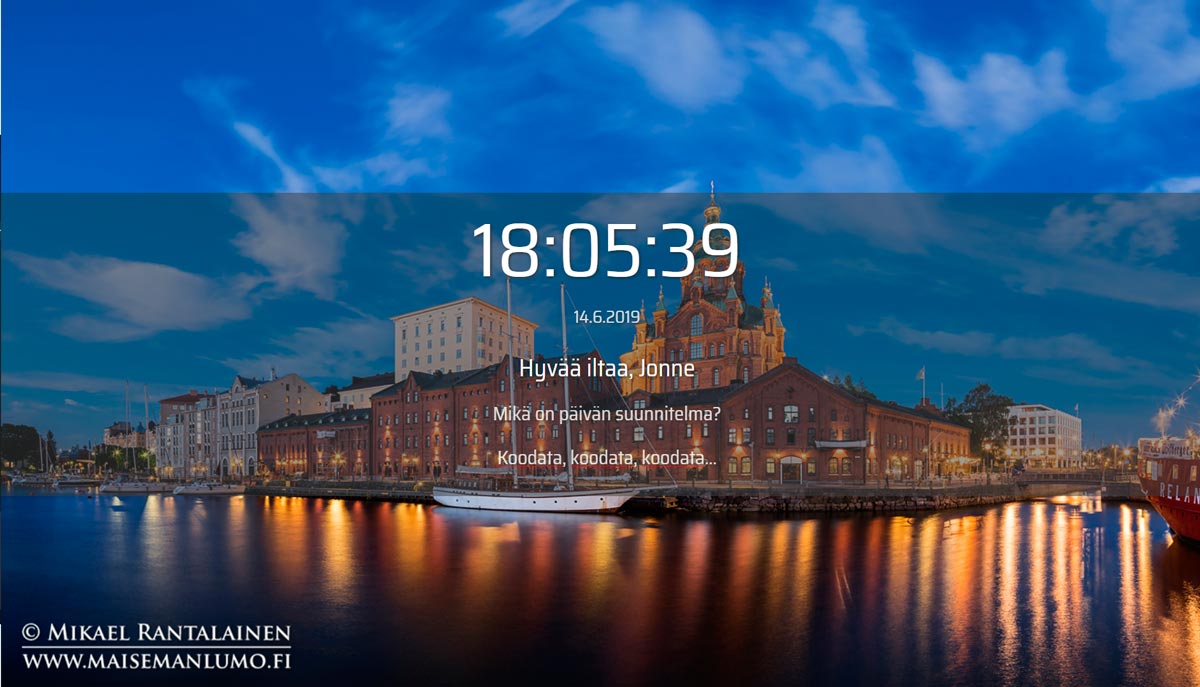 18:05:39
14.6.2019
Hyvää iltaa, Jonne
Mikä on päivän suunnitelma?
Koodata, koodata, koodata...
RELAN
© MIKAEL RANTALAINEN
WWW.MAISEMANLUMO.FI